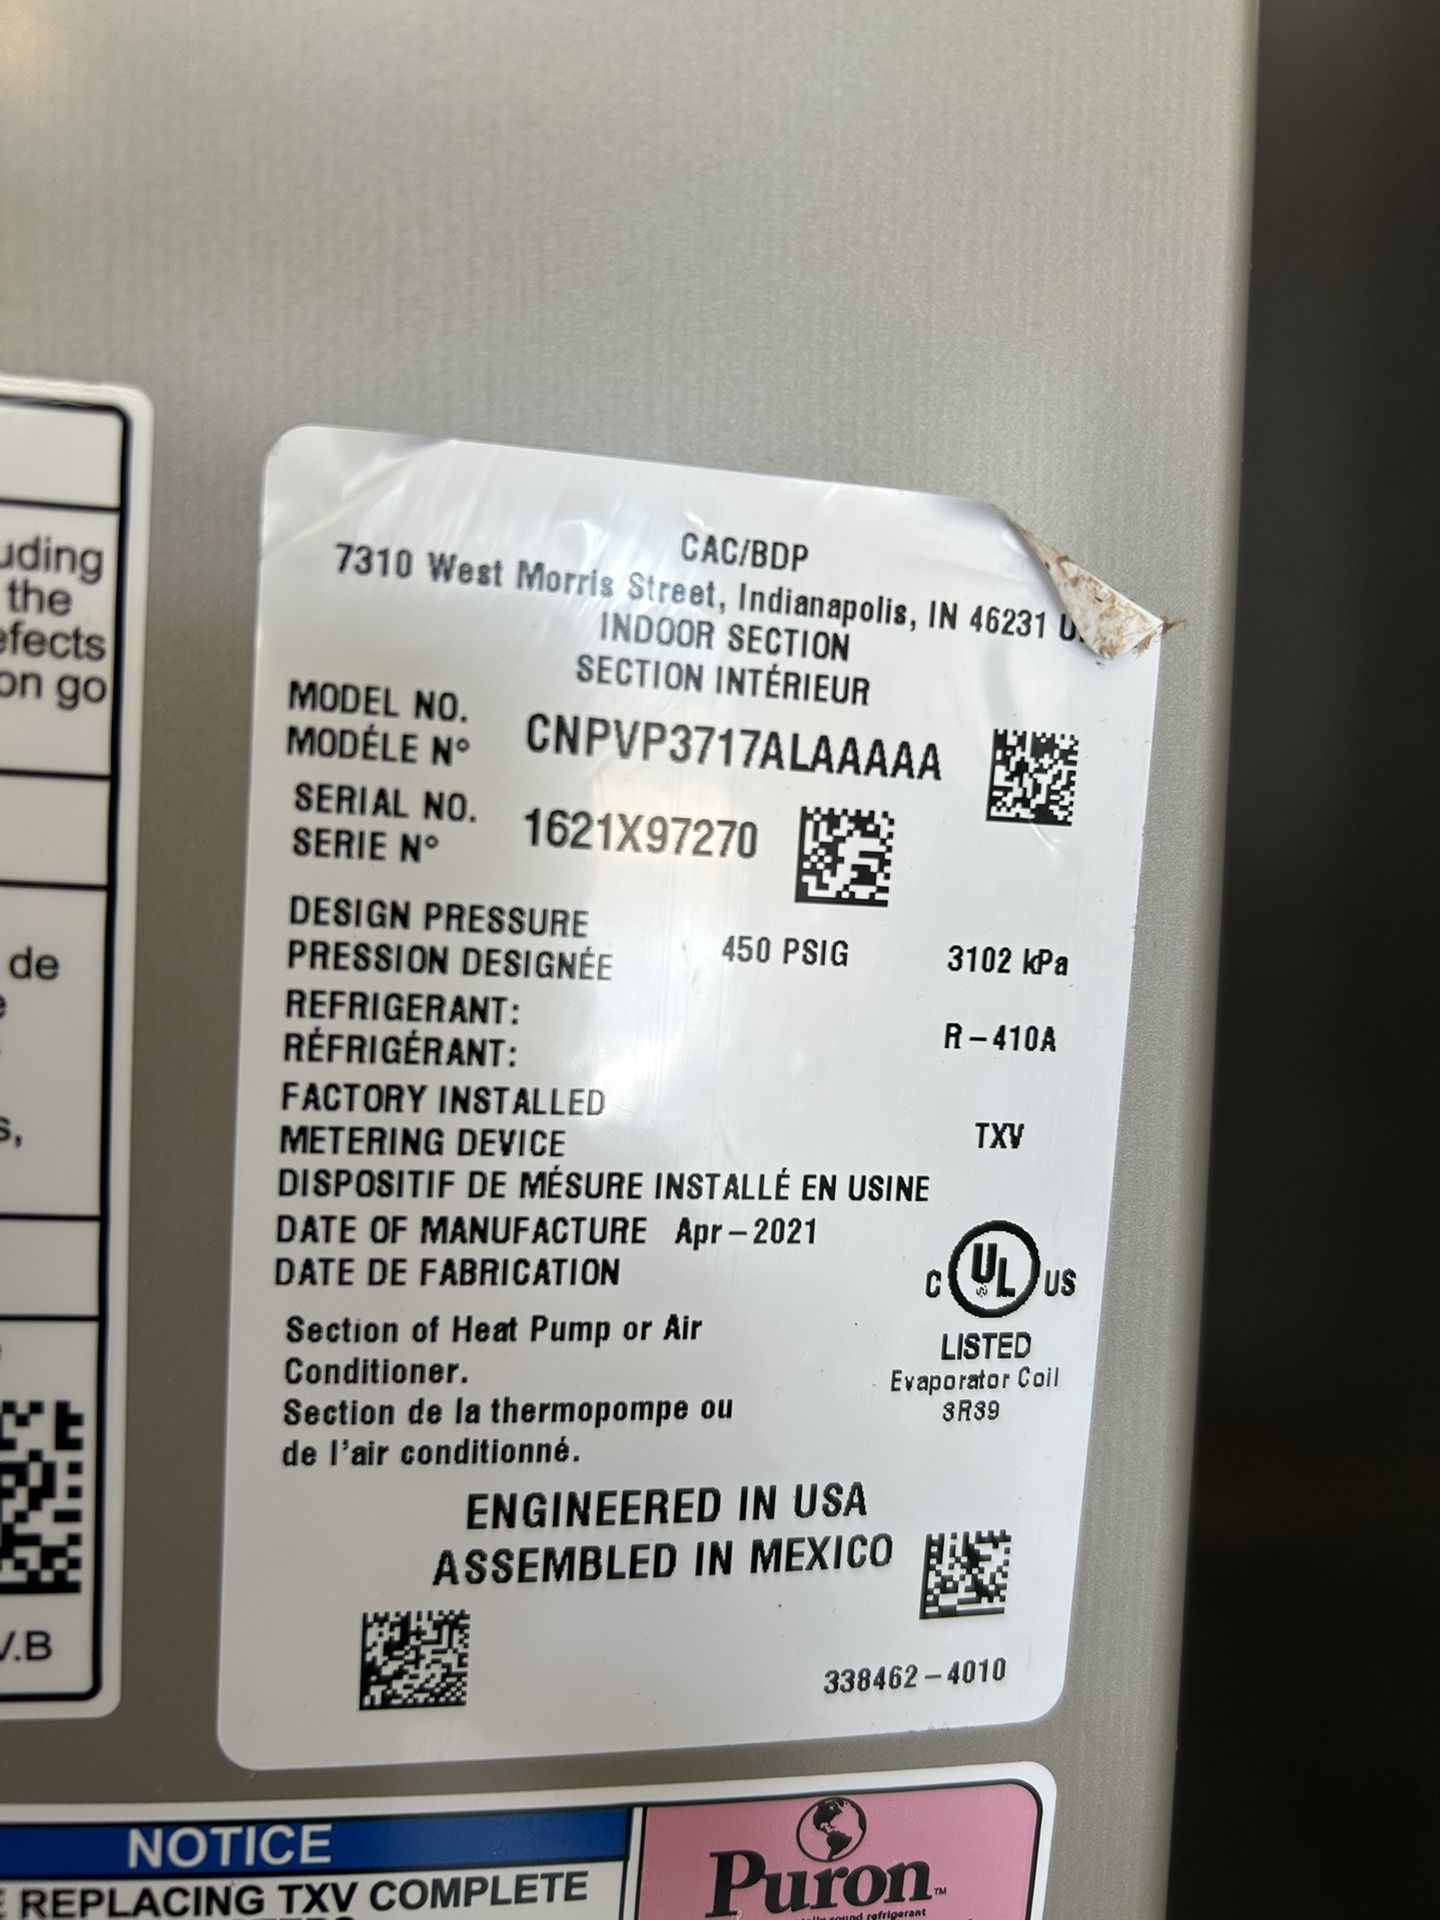 uding
the
efects
on go
de
s,
V.B
CAC/BDP
7310 West Morris Street, Indianapolis, IN 46231
INDOOR SECTION
SECTION INTÉRIEUR
MODEL NO.
MODÉLE Nº
CNPVP3717ALAAAAA
SERIAL NO.
SERIE Nº
1621X97270
DESIGN PRESSURE
PRESSION DESIGNÉE
450 PSIG 3102 kPa
REFRIGERANT:
RÉFRIGÉRANT:
R-410A
FACTORY INSTALLED
METERING DEVICE
TXV
DISPOSITIF DE MÉSURE INSTALLÉ EN USINE
DATE OF MANUFACTURE Apr-2021
DATE DE FABRICATION
C UL US
LISTED
Evaporator Coil
3R39
Section of Heat Pump or Air
Conditioner.
Section de la thermopompe ou
de l'air conditionné.
ENGINEERED IN USA
ASSEMBLED IN MEXICO
338462-4010
NOTICE
REPLACING TXV COMPLETE
Puron™
refrigerant